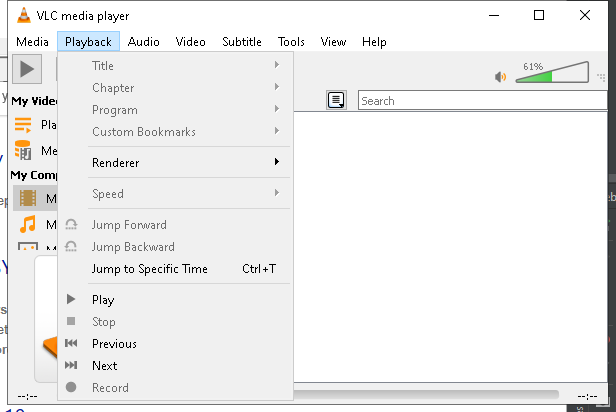 VLC media player
Media Playback Audio Video Subtitle Tools View Help
61%
Search
My Vide
Pla
Me
My Comp
M
M
M
Title
Chapter
Program
Custom Bookmarks
Renderer
Speed
Jump Forward
Jump Backward
Jump to Specific Time Ctrl+T
Play
Stop
Previous
Next
Record
--:-- --:--